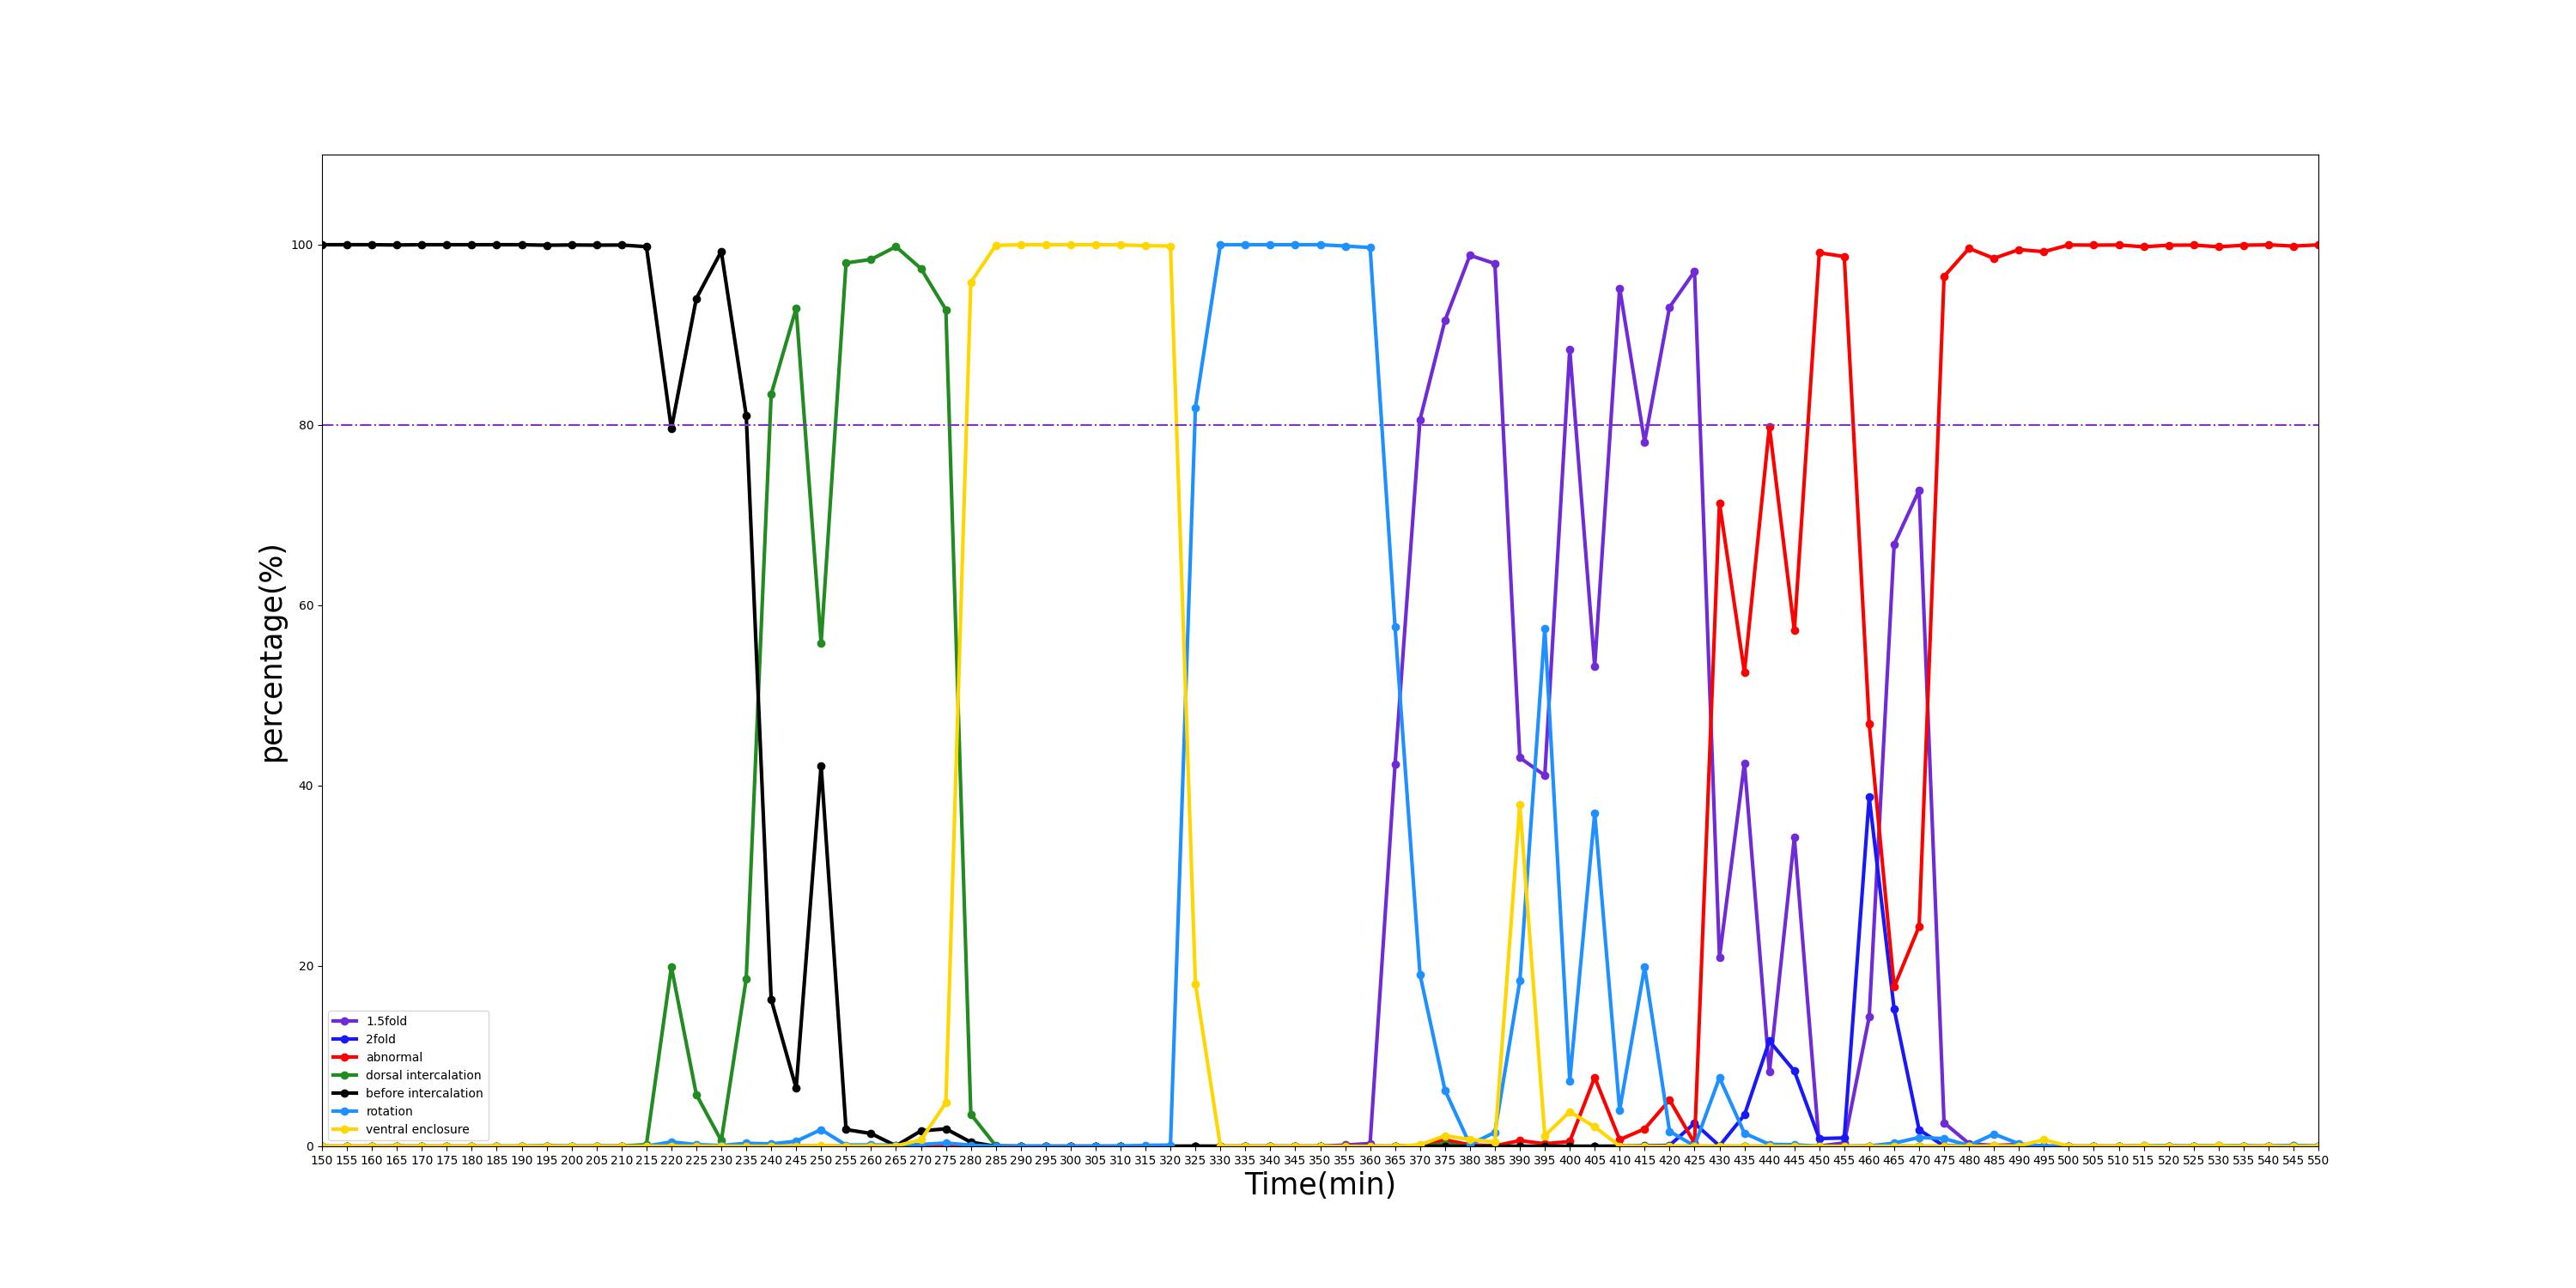 100
80
60
40
20
0
percentage(%)
1.5fold
2fold
abnormal
dorsal intercalation
before intercalation
rotation
ventral enclosure
150 155 160 165 170 175 180 185 190 195 200 205 210 215 220 225 230 235 240 245 250 255 260 265 270 275 280 285 290 295 300 305 310 315 320 325 330 335 340 345 350 355 360 365 370 375 380 385 390 395 400 405 410 415 420 425 430 435 440 445 450 455 460 465 470 475 480 485 490 495 500 505 510 515 520 525 530 535 540 545 550
Time(min)